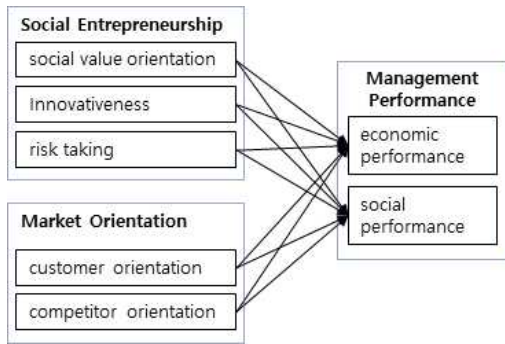 Social Entrepreneurship
social value orientation
Innovativeness
risk taking
Market Orientation
customer orientation
competitor orientation
Management
Performance
economic
performance
social
performance